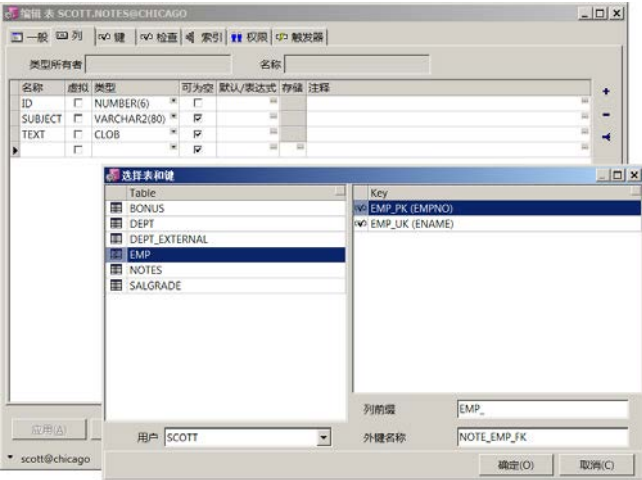 编辑 表 SCOTT.NOTES@CHICAGO
一般 列 键 检查 索引 权限 触发器
类型所有者 名称
名称 虚拟 类型 可为空 默认/表达式 存储 注释
ID NUMBER(6)
SUBJECT VARCHAR2(80)
TEXT CLOB
选择表和键
Table Key
BONUS EMP_PK (EMPNO)
DEPT EMP_UK (ENAME)
DEPT_EXTERNAL
EMP
NOTES
SALGRADE
列前缀 EMP_
应用(A) 用户 SCOTT 外键名称 NOTE_EMP_FK
scott@chicago 确定(O) 取消(C)